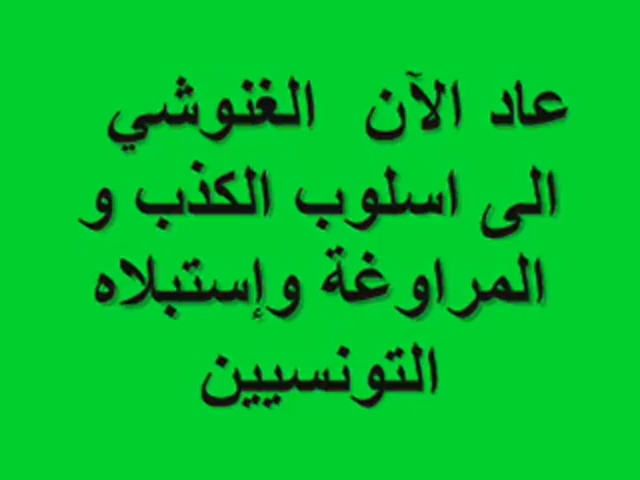 عاد الآن الغنوشي
الى اسلوب الكذب و
المراوغة وإستبلاه
التونسيين